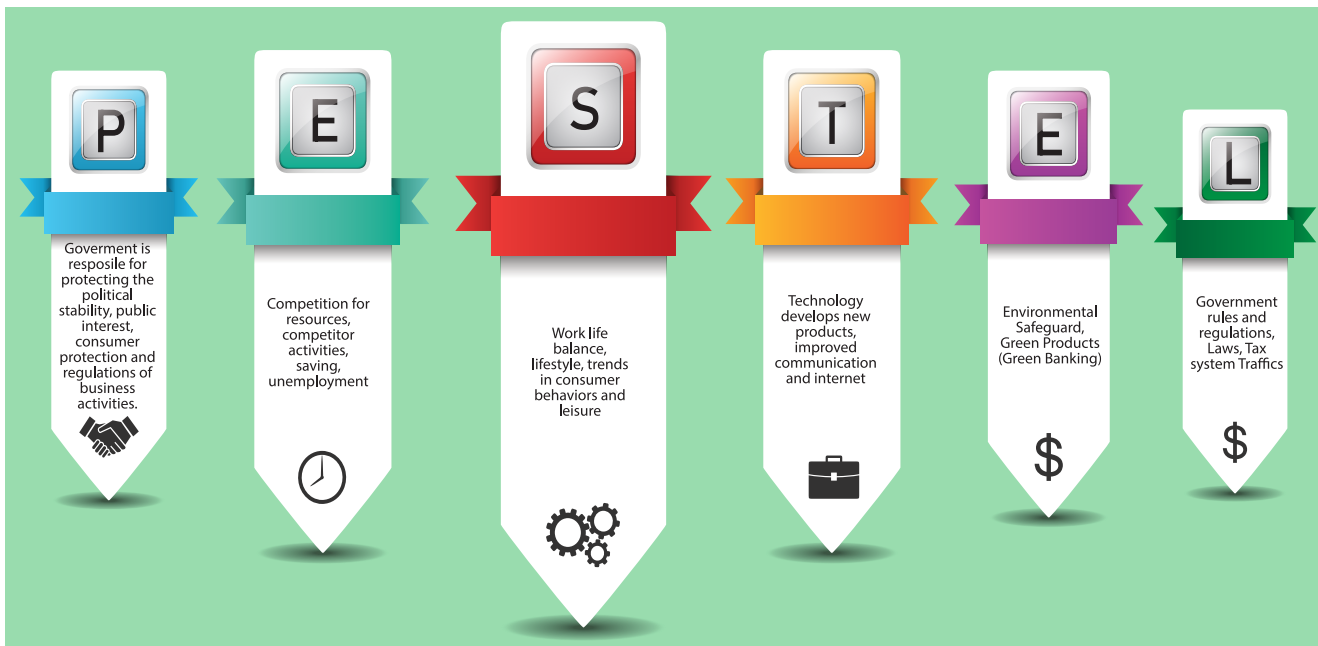 P
Goverment is
resposile for
protecting the
political
stability, public
interest,
consumer
protection and
regulations of
business
activities.
E
Competition for
resources,
competitor
activities,
saving,
unemployment
S
Work life
balance,
lifestyle, trends
in consumer
behaviors and
leisure
T
Technology
develops new
products,
improved
communication
and internet
E
Environmental
Safeguard,
Green Products
(Green Banking)
$
L
Government
rules and
regulations,
Laws, Tax
system Traffics
$